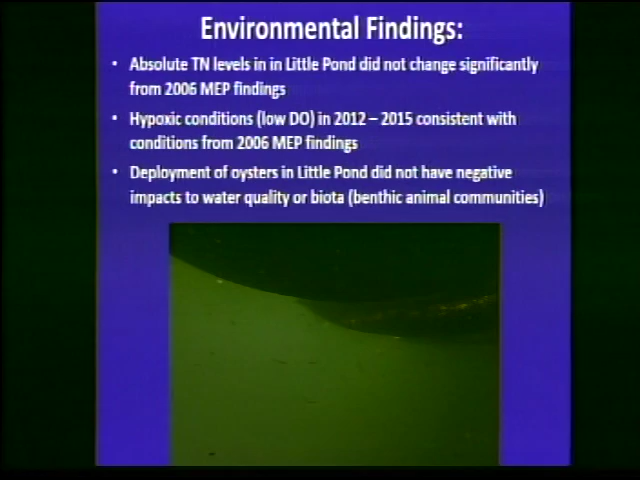 Environmental Findings:
• Absolute TN levels in in Little Pond did not change significantly
from 2006 MEP findings
• Hypoxic conditions (low DO) in 2012 – 2015 consistent with
conditions from 2006 MEP findings
• Deployment of oysters in Little Pond did not have negative
impacts to water quality or biota (benthic animal communities)